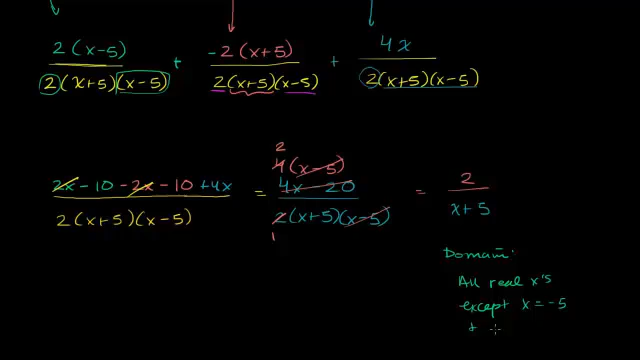 2(x-5) + -2(x+5) + 4x
2(x+5)(x-5) 2(x+5)(x-5) 2(x+5)(x-5)
2
4(x-5)
2x - 10 - 2x - 10 + 4x = 4x - 20 = 2
2(x+5)(x-5) 2(x+5)(x-5) x+5
1
Domain:
All real x's
except x = -5
+